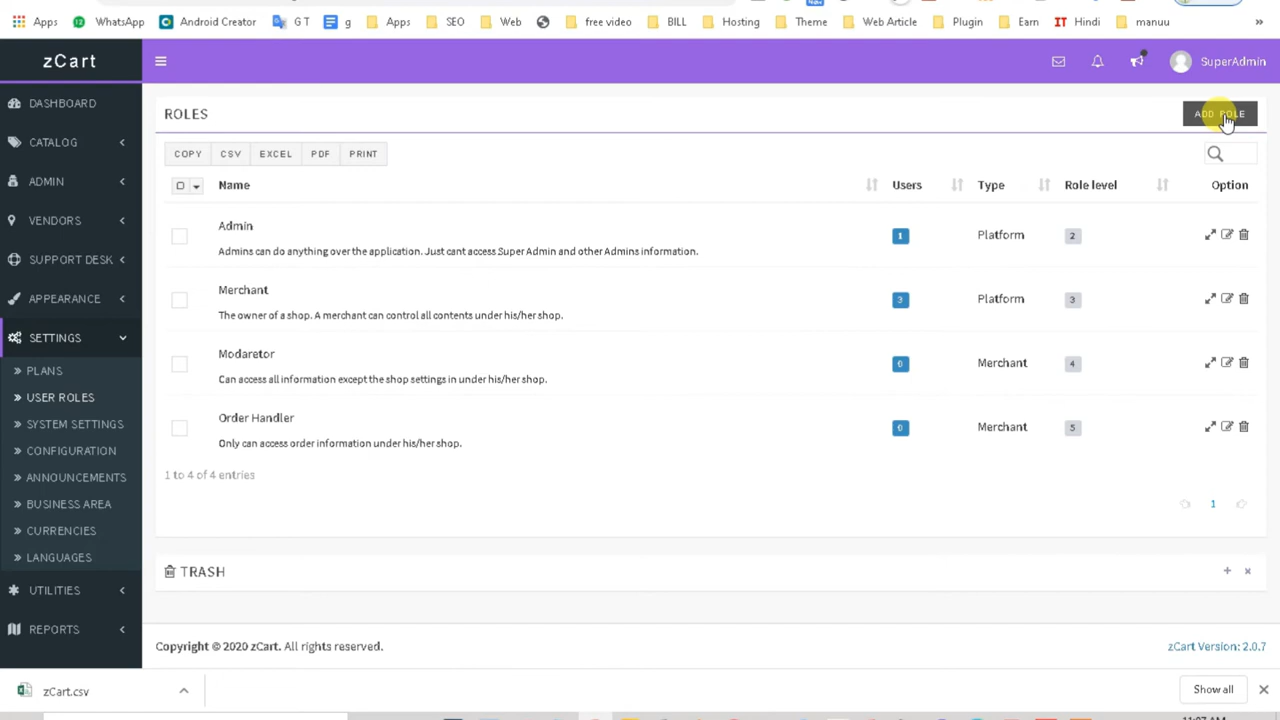 Apps WhatsApp Android Creator G T g Apps SEO Web free video BILL Hosting Theme Web Article Plugin Earn IT Hindi manuu »
zCart SuperAdmin
DASHBOARD
CATALOG
ADMIN
VENDORS
SUPPORT DESK
APPEARANCE
SETTINGS
PLANS
USER ROLES
SYSTEM SETTINGS
CONFIGURATION
ANNOUNCEMENTS
BUSINESS AREA
CURRENCIES
LANGUAGES
UTILITIES
REPORTS
ROLES ADD ROLE
COPY CSV EXCEL PDF PRINT
Name Users Type Role level Option
Admin 1 Platform 2
Admins can do anything over the application. Just cant access Super Admin and other Admins information.
Merchant 3 Platform 3
The owner of a shop. A merchant can control all contents under his/her shop.
Modaretor 0 Merchant 4
Can access all information except the shop settings in under his/her shop.
Order Handler 0 Merchant 5
Only can access order information under his/her shop.
1 to 4 of 4 entries
1
TRASH
Copyright © 2020 zCart. All rights reserved. zCart Version: 2.0.7
zCart.csv Show all